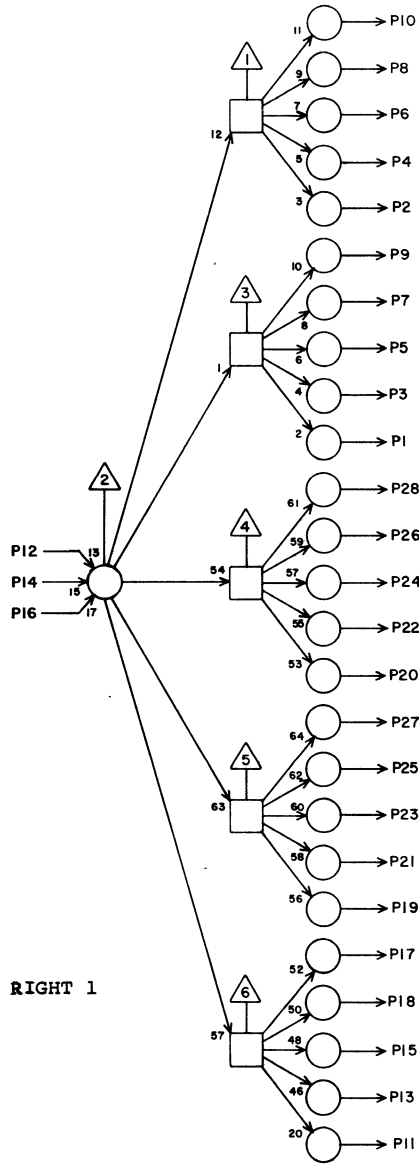 11 P10
1
9 P8
7 P6
12
5 P4
3 P2
10 P9
3
8 P7
1 6 P5
4 P3
2 P1
2
61 P28
4
59 P26
P12 13
P14 15 54 57 P24
P16 17
55 P22
53 P20
64 P27
5
62 P25
63 60 P23
58 P21
56 P19
52 P17
RIGHT 1
6
50 P18
57 48 P15
46 P13
20 P11